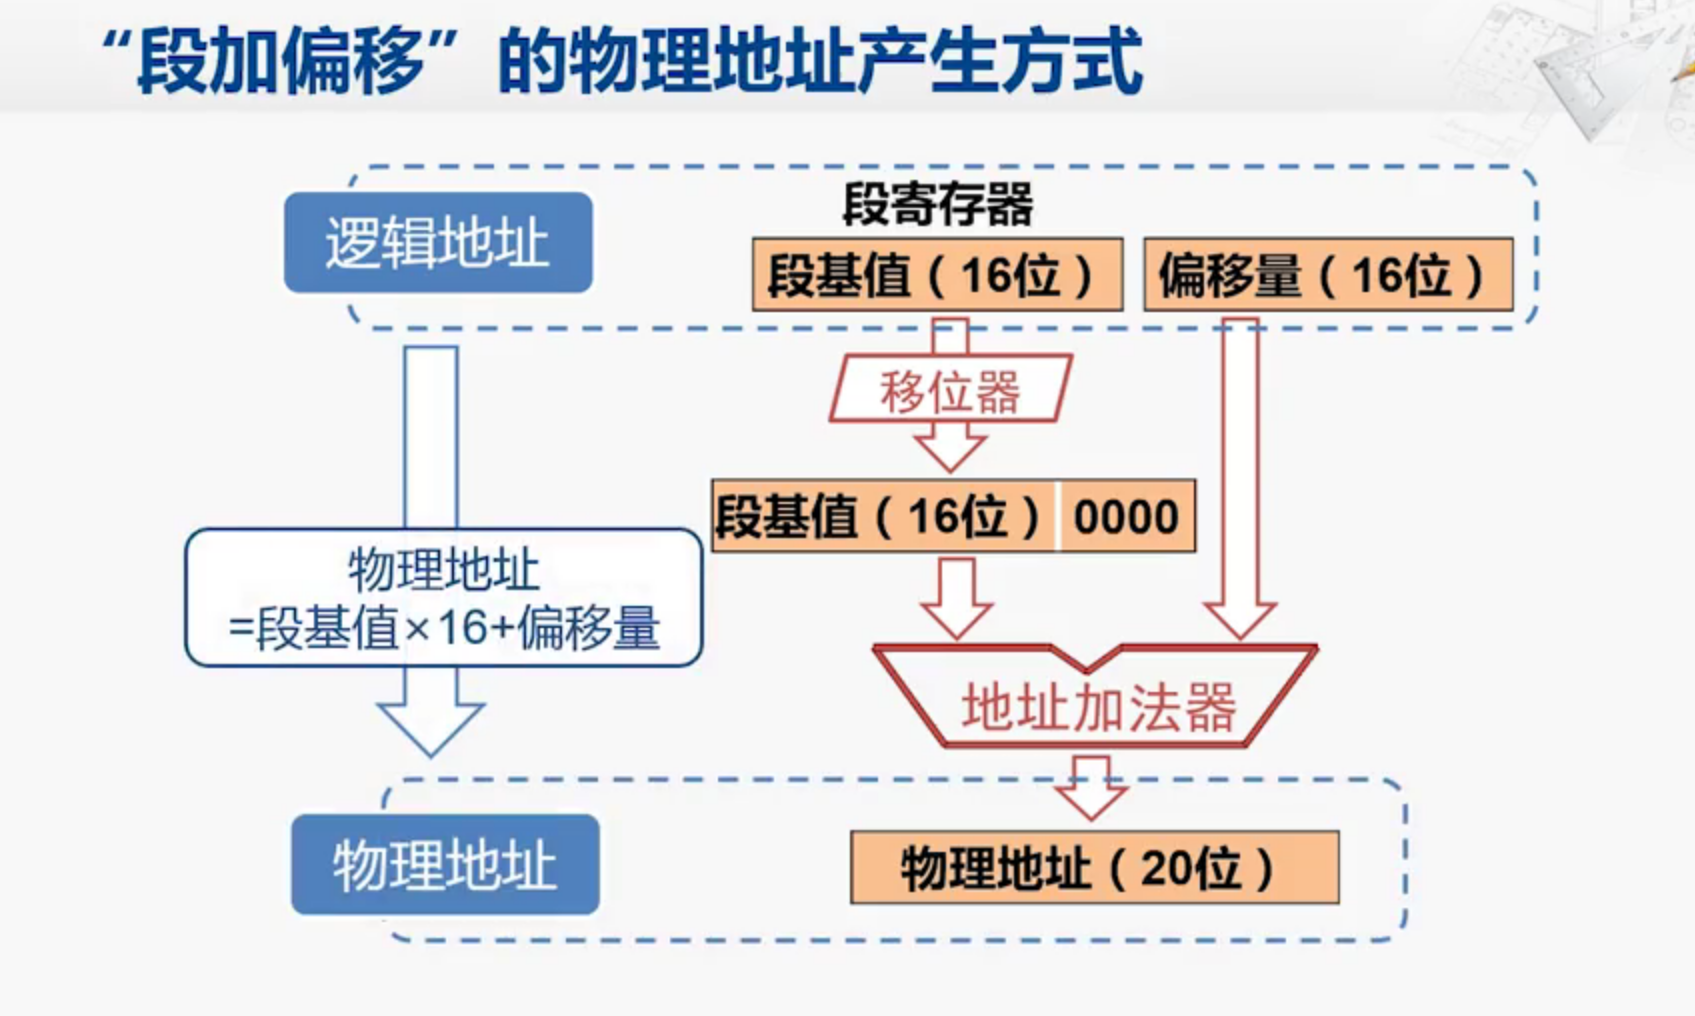 “段加偏移”的物理地址产生方式
段寄存器
逻辑地址
段基值（16位）
偏移量（16位）
移位器
段基值（16位）
0000
物理地址
=段基值×16+偏移量
地址加法器
物理地址
物理地址（20位）